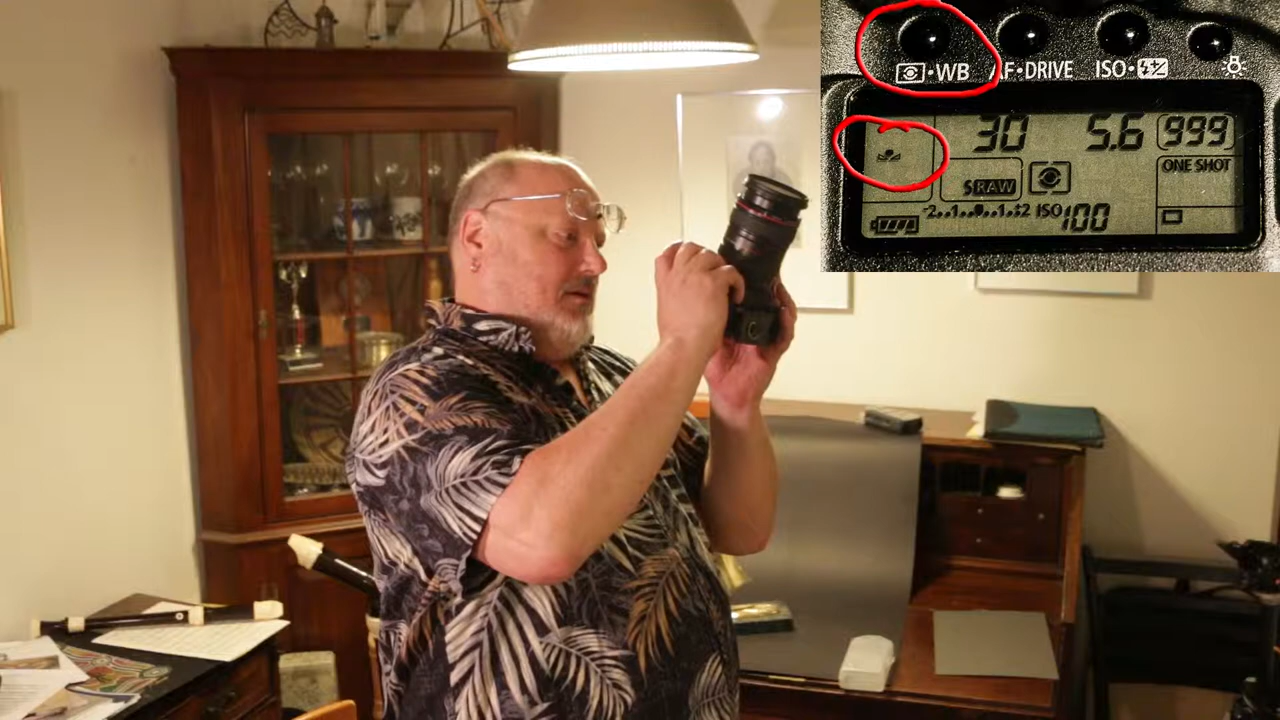 WB AF•DRIVE ISO•
30 5.6 999
ONE SHOT
SRAW
-2..1..0..1.:2 ISO 100